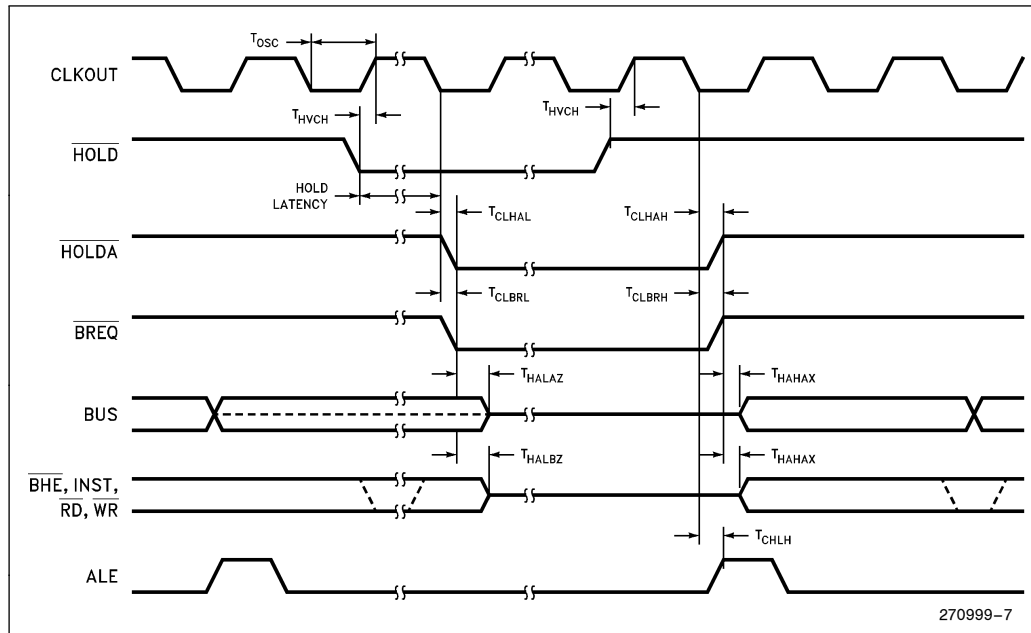 T_OSC
CLKOUT
T_HVCH
T_HVCH
HOLD
HOLD
LATENCY
T_CLHAL
T_CLHAH
HOLDA
T_CLBRL
T_CLBRH
BREQ
T_HALAZ
T_HAHAX
BUS
T_HALBZ
T_HAHAX
BHE, INST,
RD, WR
T_CHLH
ALE
270999-7